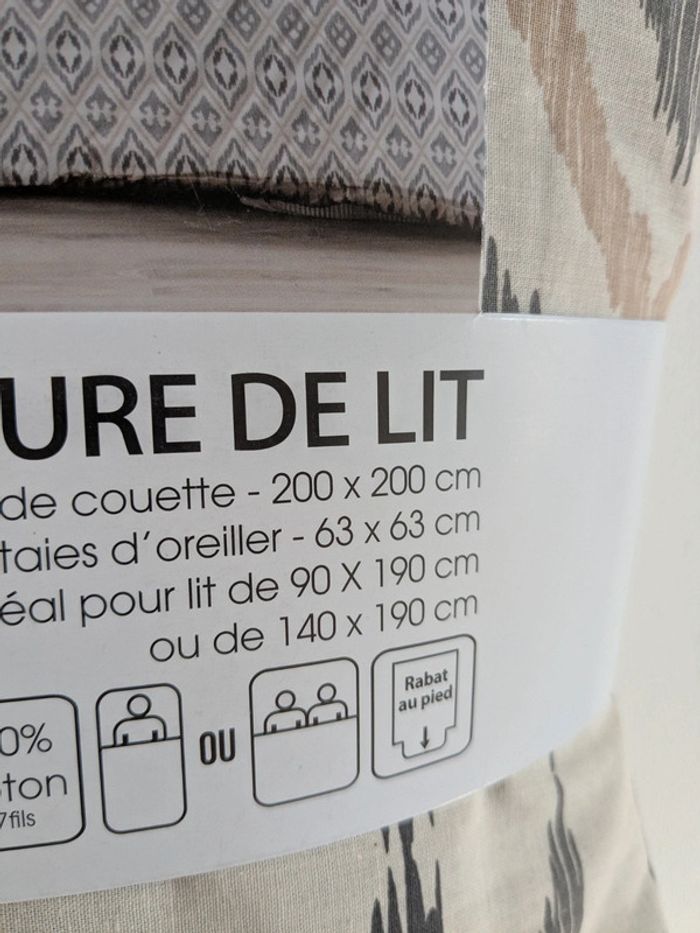 URE DE LIT
de couette - 200 x 200 cm
taies d'oreiller - 63 x 63 cm
éal pour lit de 90 X 190 cm
ou de 140 x 190 cm
Rabat
au pied
OU
0%
ton
7fils